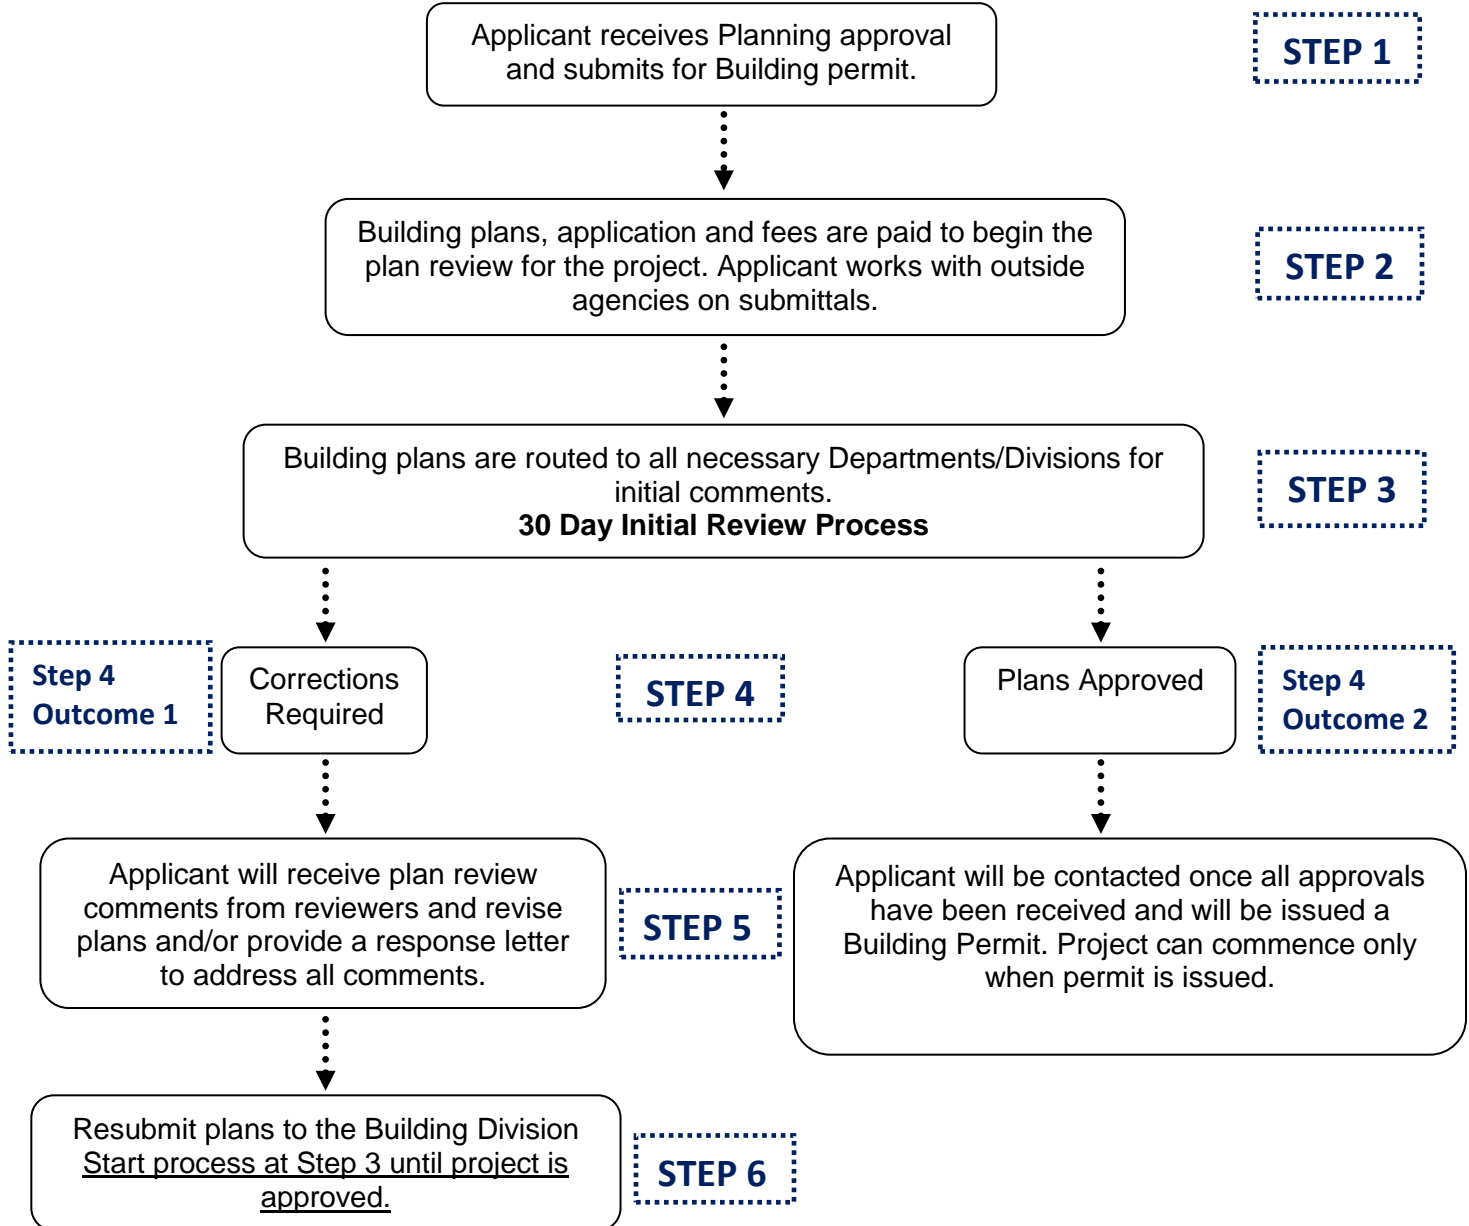 Applicant receives Planning approval
and submits for Building permit.
STEP 1
Building plans, application and fees are paid to begin the
plan review for the project. Applicant works with outside
agencies on submittals.
STEP 2
Building plans are routed to all necessary Departments/Divisions for
initial comments.
30 Day Initial Review Process
STEP 3
Step 4
Outcome 1
Corrections
Required
STEP 4
Plans Approved
Step 4
Outcome 2
Applicant will receive plan review
comments from reviewers and revise
plans and/or provide a response letter
to address all comments.
STEP 5
Applicant will be contacted once all approvals
have been received and will be issued a
Building Permit. Project can commence only
when permit is issued.
Resubmit plans to the Building Division
Start process at Step 3 until project is
approved.
STEP 6